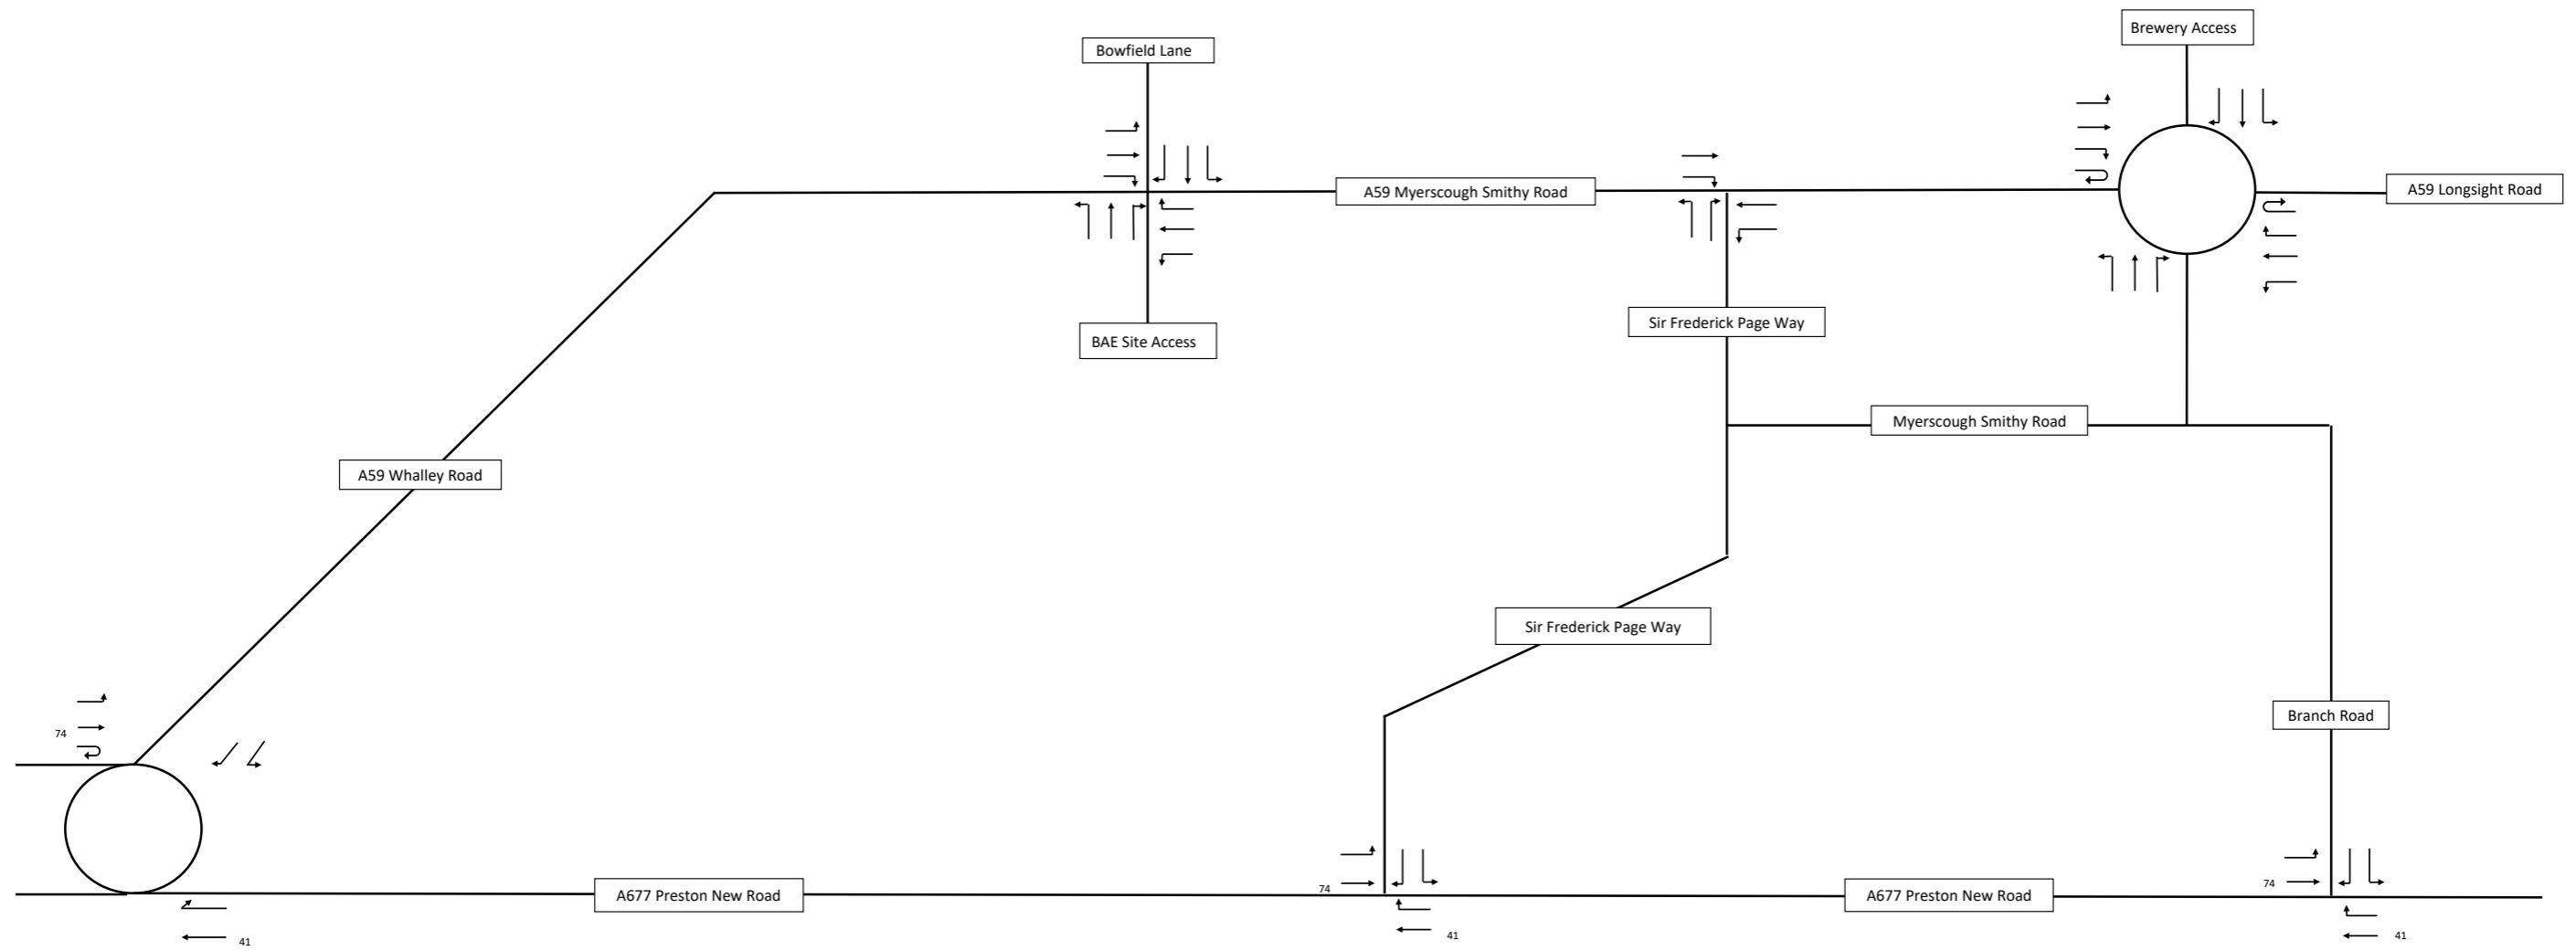 Brewery Access
Bowfield Lane
A59 Myerscough Smithy Road
A59 Longsight Road
Sir Frederick Page Way
BAE Site Access
Myerscough Smithy Road
A59 Whalley Road
Sir Frederick Page Way
Branch Road
74
74
74
A677 Preston New Road
A677 Preston New Road
41
41
41